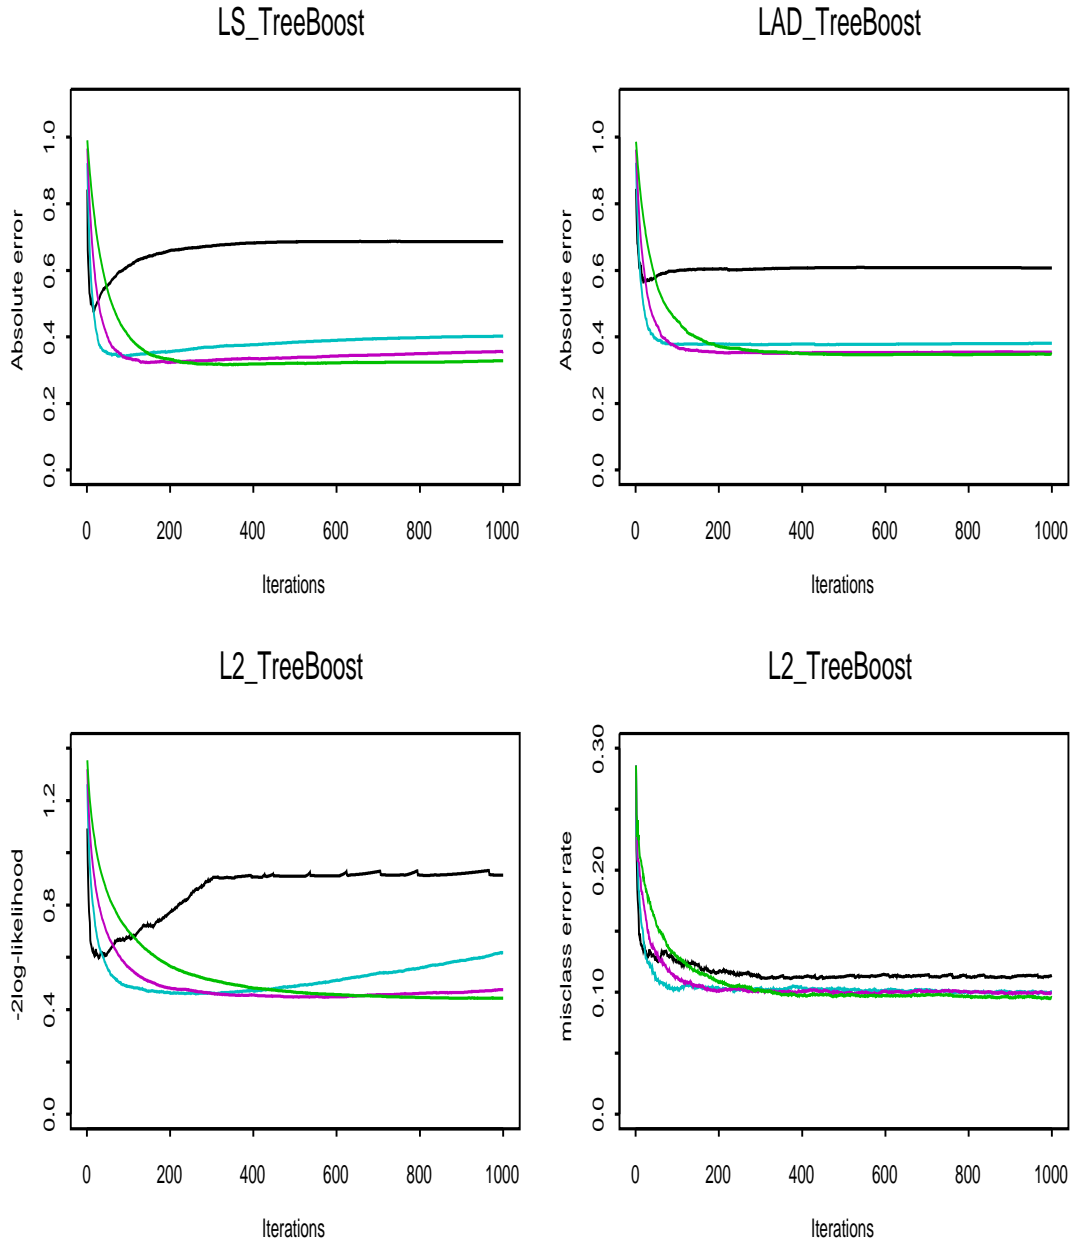 LS_TreeBoost
Absolute error
1.0
0.8
0.6
0.4
0.2
0.0
0 200 400 600 800 1000
Iterations
LAD_TreeBoost
Absolute error
1.0
0.8
0.6
0.4
0.2
0.0
0 200 400 600 800 1000
Iterations
L2_TreeBoost
-2log-likelihood
1.2
0.8
0.4
0.0
0 200 400 600 800 1000
Iterations
L2_TreeBoost
misclass error rate
0.30
0.20
0.10
0.0
0 200 400 600 800 1000
Iterations